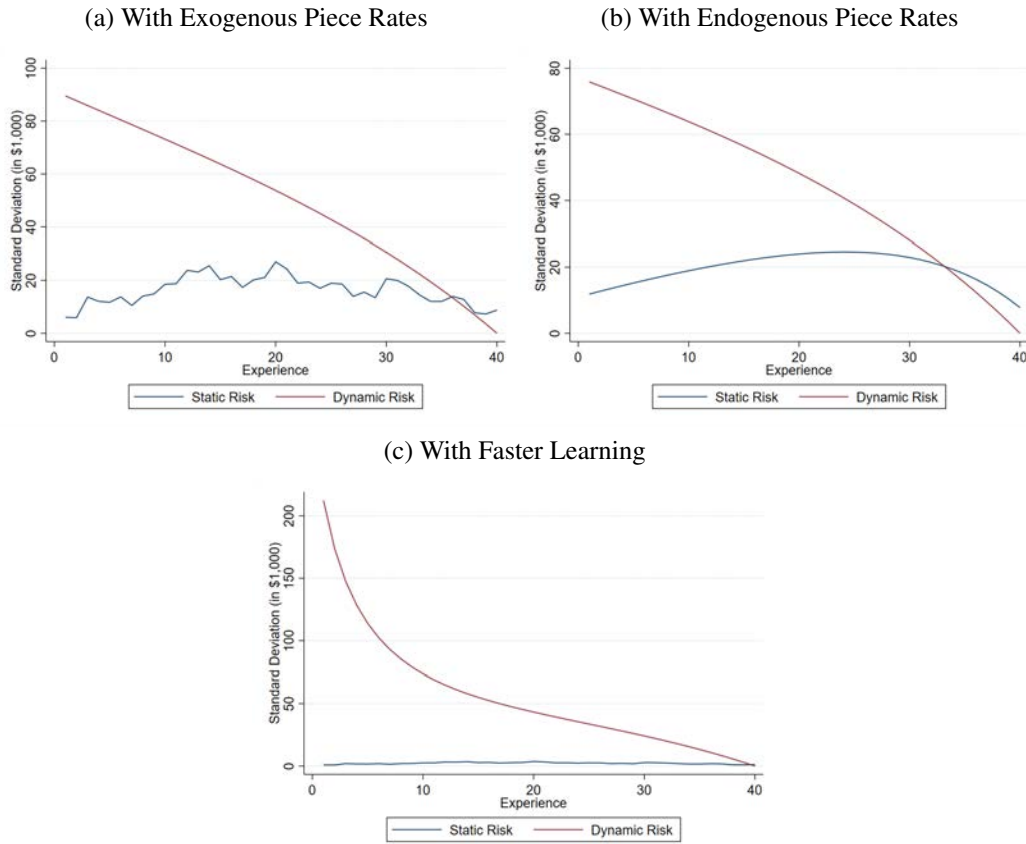 (a) With Exogenous Piece Rates
Standard Deviation (in $1,000)
100
80
60
40
20
0
0 10 20 30 40
Experience
Static Risk Dynamic Risk
(b) With Endogenous Piece Rates
Standard Deviation (in $1,000)
80
60
40
20
0
0 10 20 30 40
Experience
Static Risk Dynamic Risk
(c) With Faster Learning
Standard Deviation (in $1,000)
200
150
100
50
0
0 10 20 30 40
Experience
Static Risk Dynamic Risk